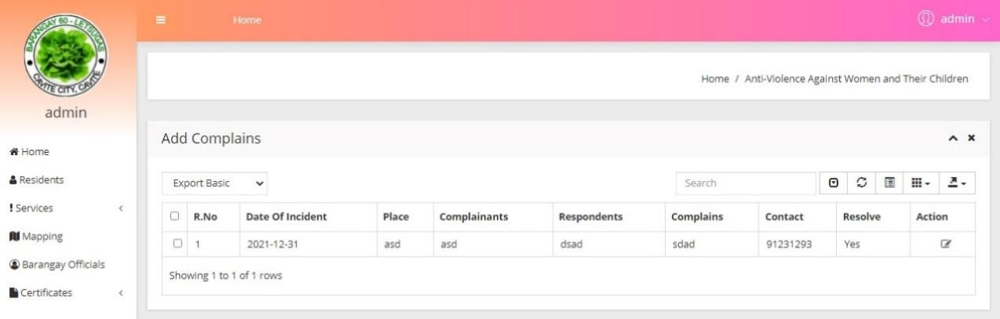 BARANGAY 60 - LETSUGAS
CAVITE CITY, CAVITE
admin
Home
Residents
Services
Mapping
Barangay Officials
Certificates
Home
admin
Home / Anti-Violence Against Women and Their Children
Add Complains
Export Basic
Search
R.No Date Of Incident Place Complainants Respondents Complains Contact Resolve Action
1 2021-12-31 asd asd dsad sdad 91231293 Yes
Showing 1 to 1 of 1 rows